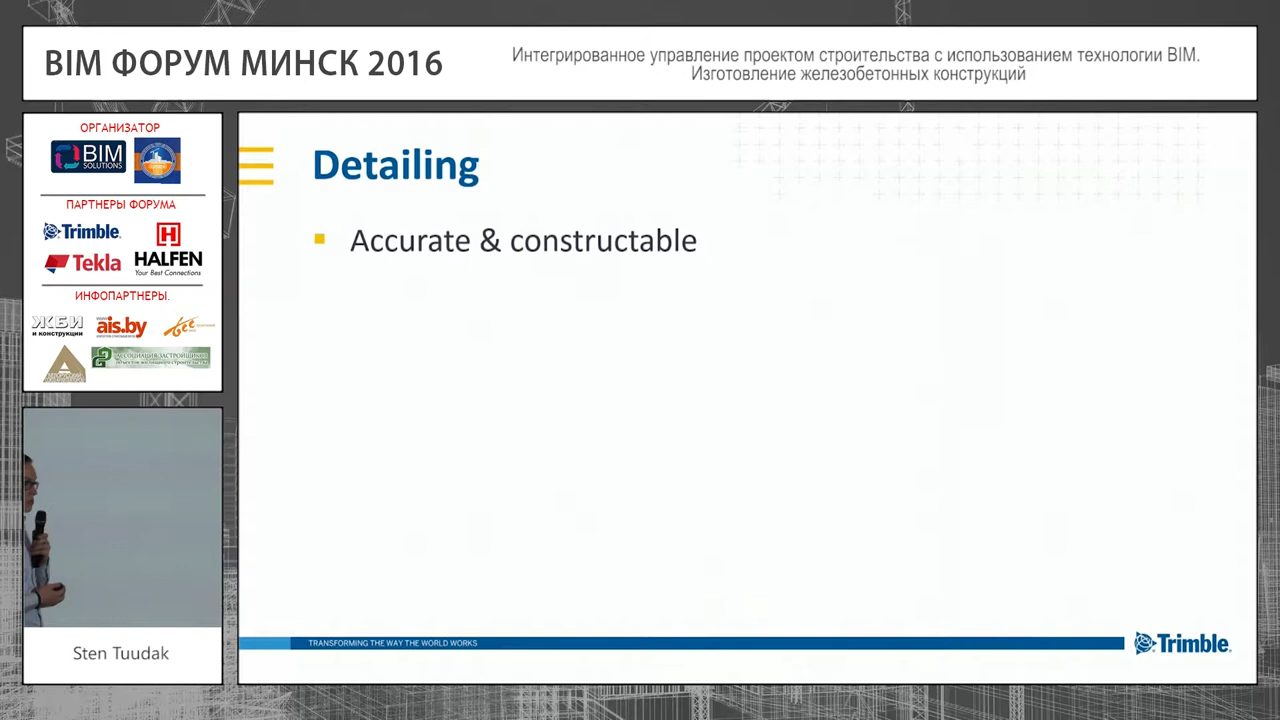 BIM ФОРУМ МИНСК 2016
Интегрированное управление проектом строительства с использованием технологии BIM.
Изготовление железобетонных конструкций
ОРГАНИЗАТОР
BIM
SOLUTIONS
ПАРТНЕРЫ ФОРУМА
Trimble.
HALFEN
Your Best Connections
Tekla
ИНФОПАРТНЕРЫ.
ЖБИ
и конструкции
ais.by
АССОЦИАЦИЯ ЗАСТРОЙЩИКОВ
Sten Tuudak
Detailing
Accurate & constructable
TRANSFORMING THE WAY THE WORLD WORKS
Trimble.